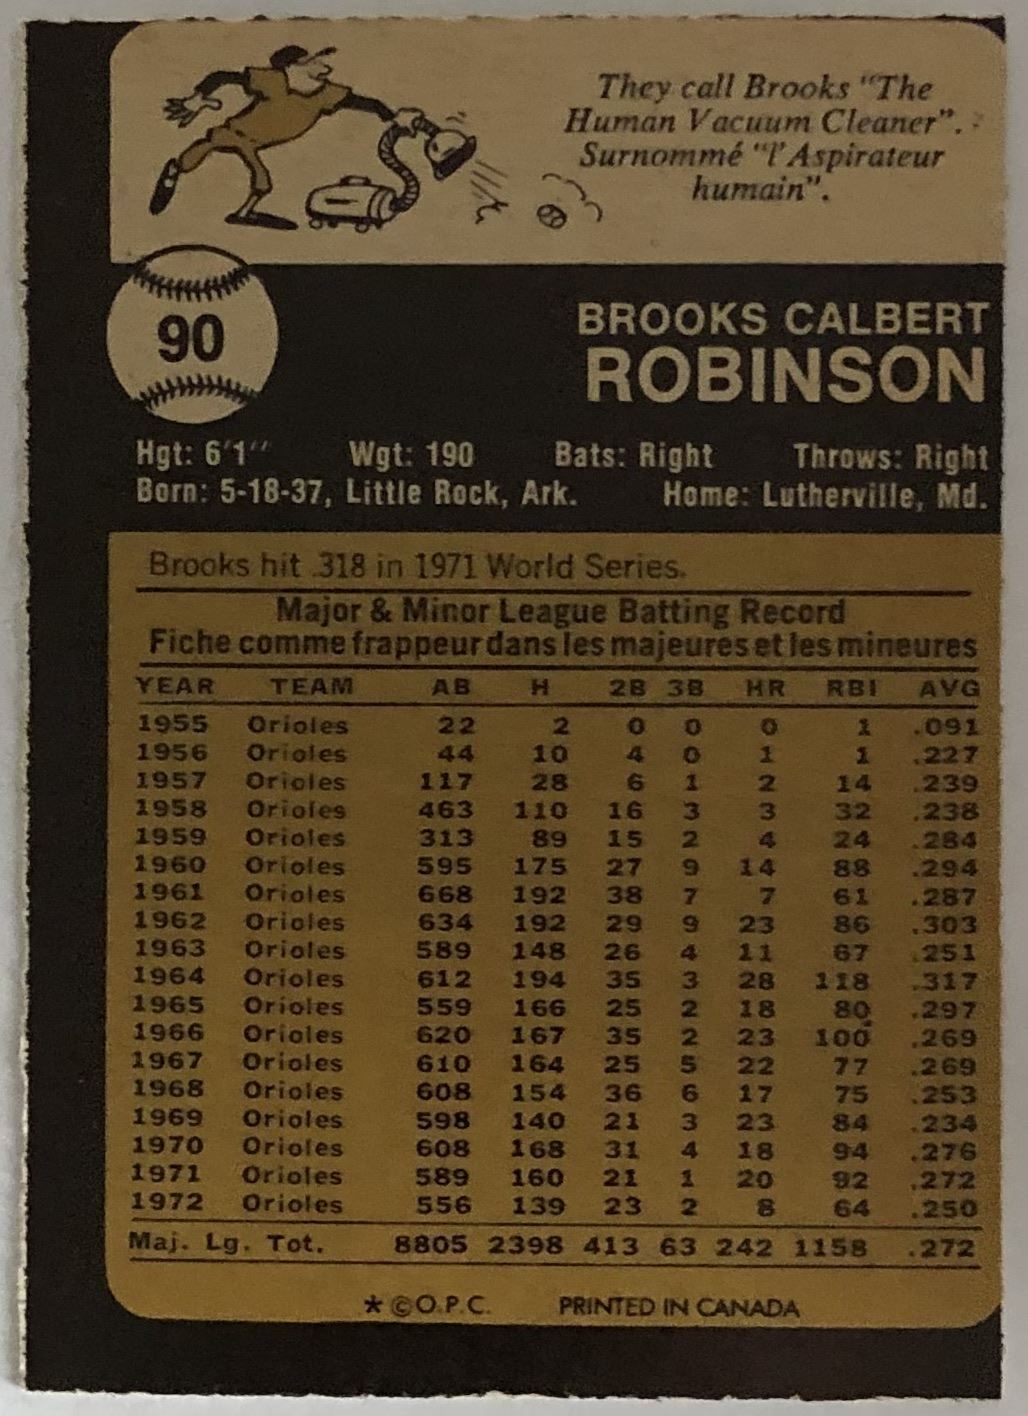 They call Brooks "The
Human Vacuum Cleaner".
Surnommé "l'Aspirateur
humain".
90
BROOKS CALBERT
ROBINSON
Hgt: 6'1" Wgt: 190 Bats: Right Throws: Right
Born: 5-18-37, Little Rock, Ark. Home: Lutherville, Md.
Brooks hit .318 in 1971 World Series.
Major & Minor League Batting Record
Fiche comme frappeur dans les majeures et les mineures
YEAR TEAM AB H 2B 3B HR RBI AVG
1955 Orioles 22 2 0 0 0 1 .091
1956 Orioles 44 10 4 0 1 1 .227
1957 Orioles 117 28 6 1 2 14 .239
1958 Orioles 463 110 16 3 3 32 .238
1959 Orioles 313 89 15 2 4 24 .284
1960 Orioles 595 175 27 9 14 88 .294
1961 Orioles 668 192 38 7 7 61 .287
1962 Orioles 634 192 29 9 23 86 .303
1963 Orioles 589 148 26 4 11 67 .251
1964 Orioles 612 194 35 3 28 118 .317
1965 Orioles 559 166 25 2 18 80 .297
1966 Orioles 620 167 35 2 23 100 .269
1967 Orioles 610 164 25 5 22 77 .269
1968 Orioles 608 154 36 6 17 75 .253
1969 Orioles 598 140 21 3 23 84 .234
1970 Orioles 608 168 31 4 18 94 .276
1971 Orioles 589 160 21 1 20 92 .272
1972 Orioles 556 139 23 2 8 64 .250
Maj. Lg. Tot. 8805 2398 413 63 242 1158 .272
* ©O.P.C. PRINTED IN CANADA